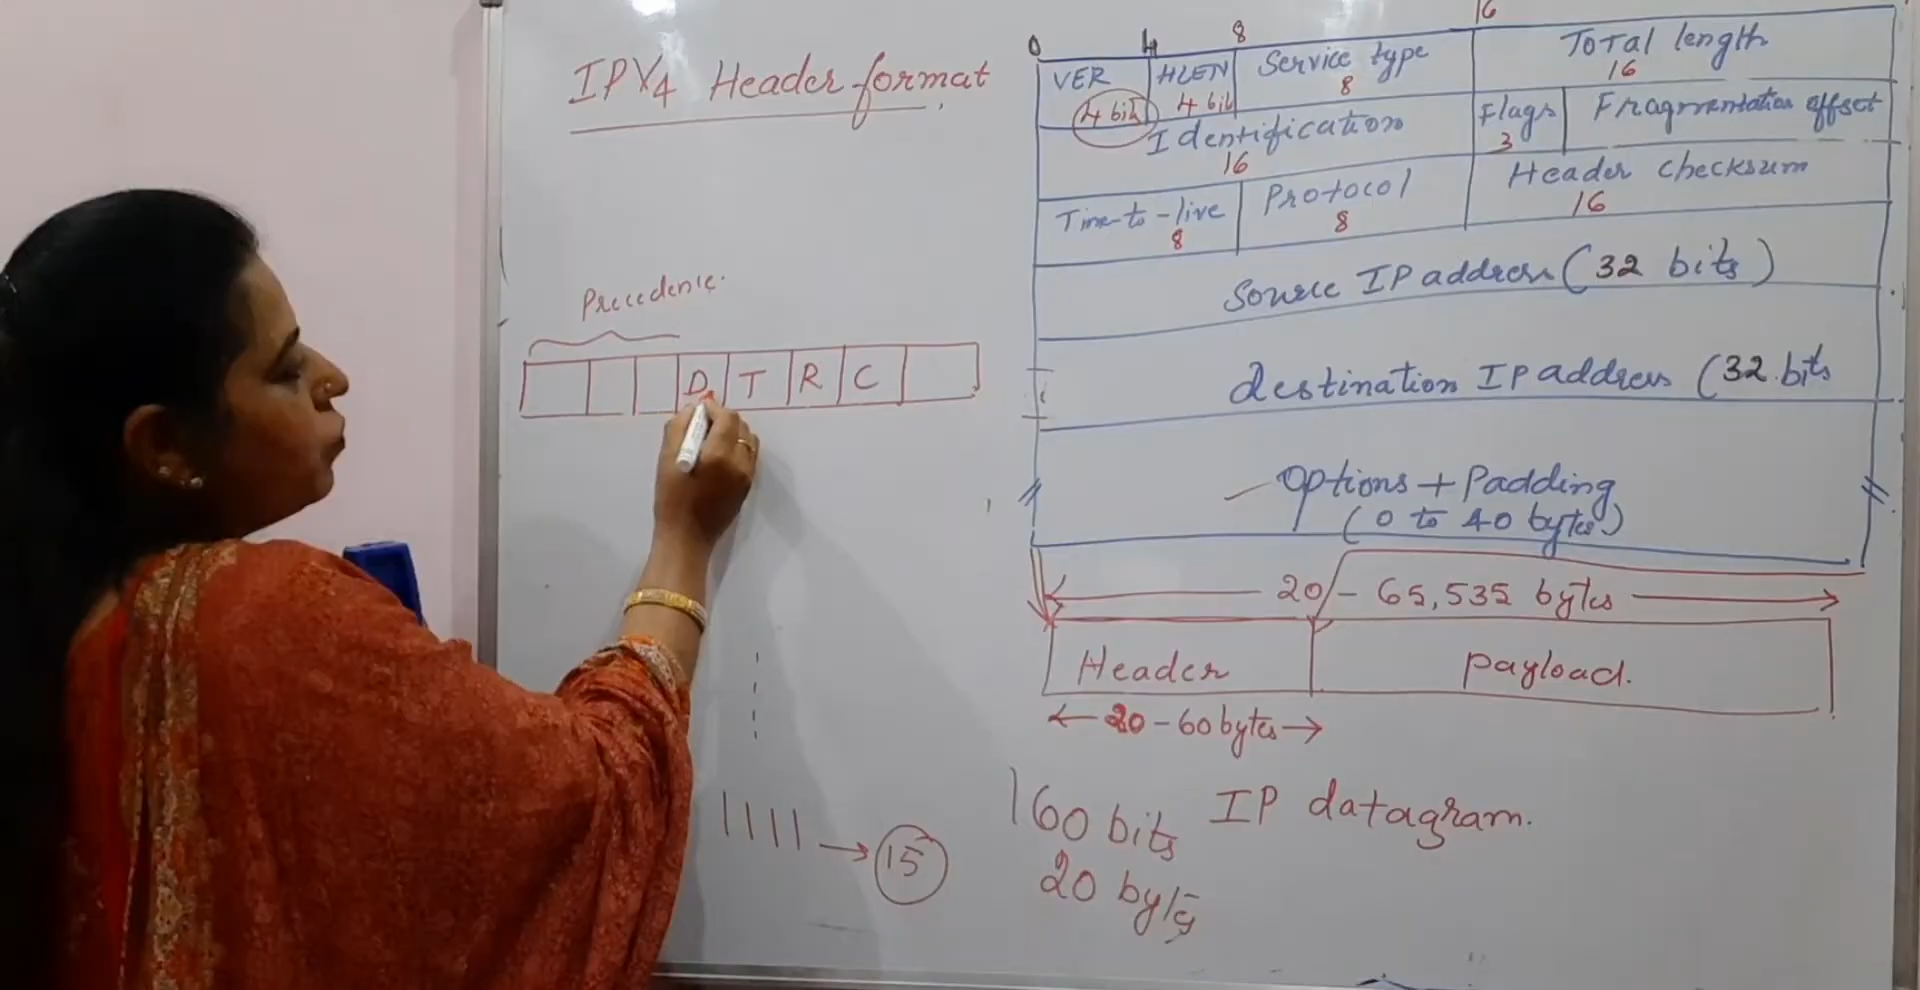 IPV4 Header format
Precedenie.
D T R C
1111 → 15
0 4 8 16
VER HLEN Service type Total length
4 bit 4 bit 8 16
Identification Flags Fragmentation offset
16 3
Time-to-live Protocol Header checksum
8 8 16
Source IP address (32 bits)
destination IP address (32 bits
Options + Padding
(0 to 40 bytes)
20 - 65,535 bytes
Header payload.
20 - 60 bytes
160 bits IP datagram.
20 bytes